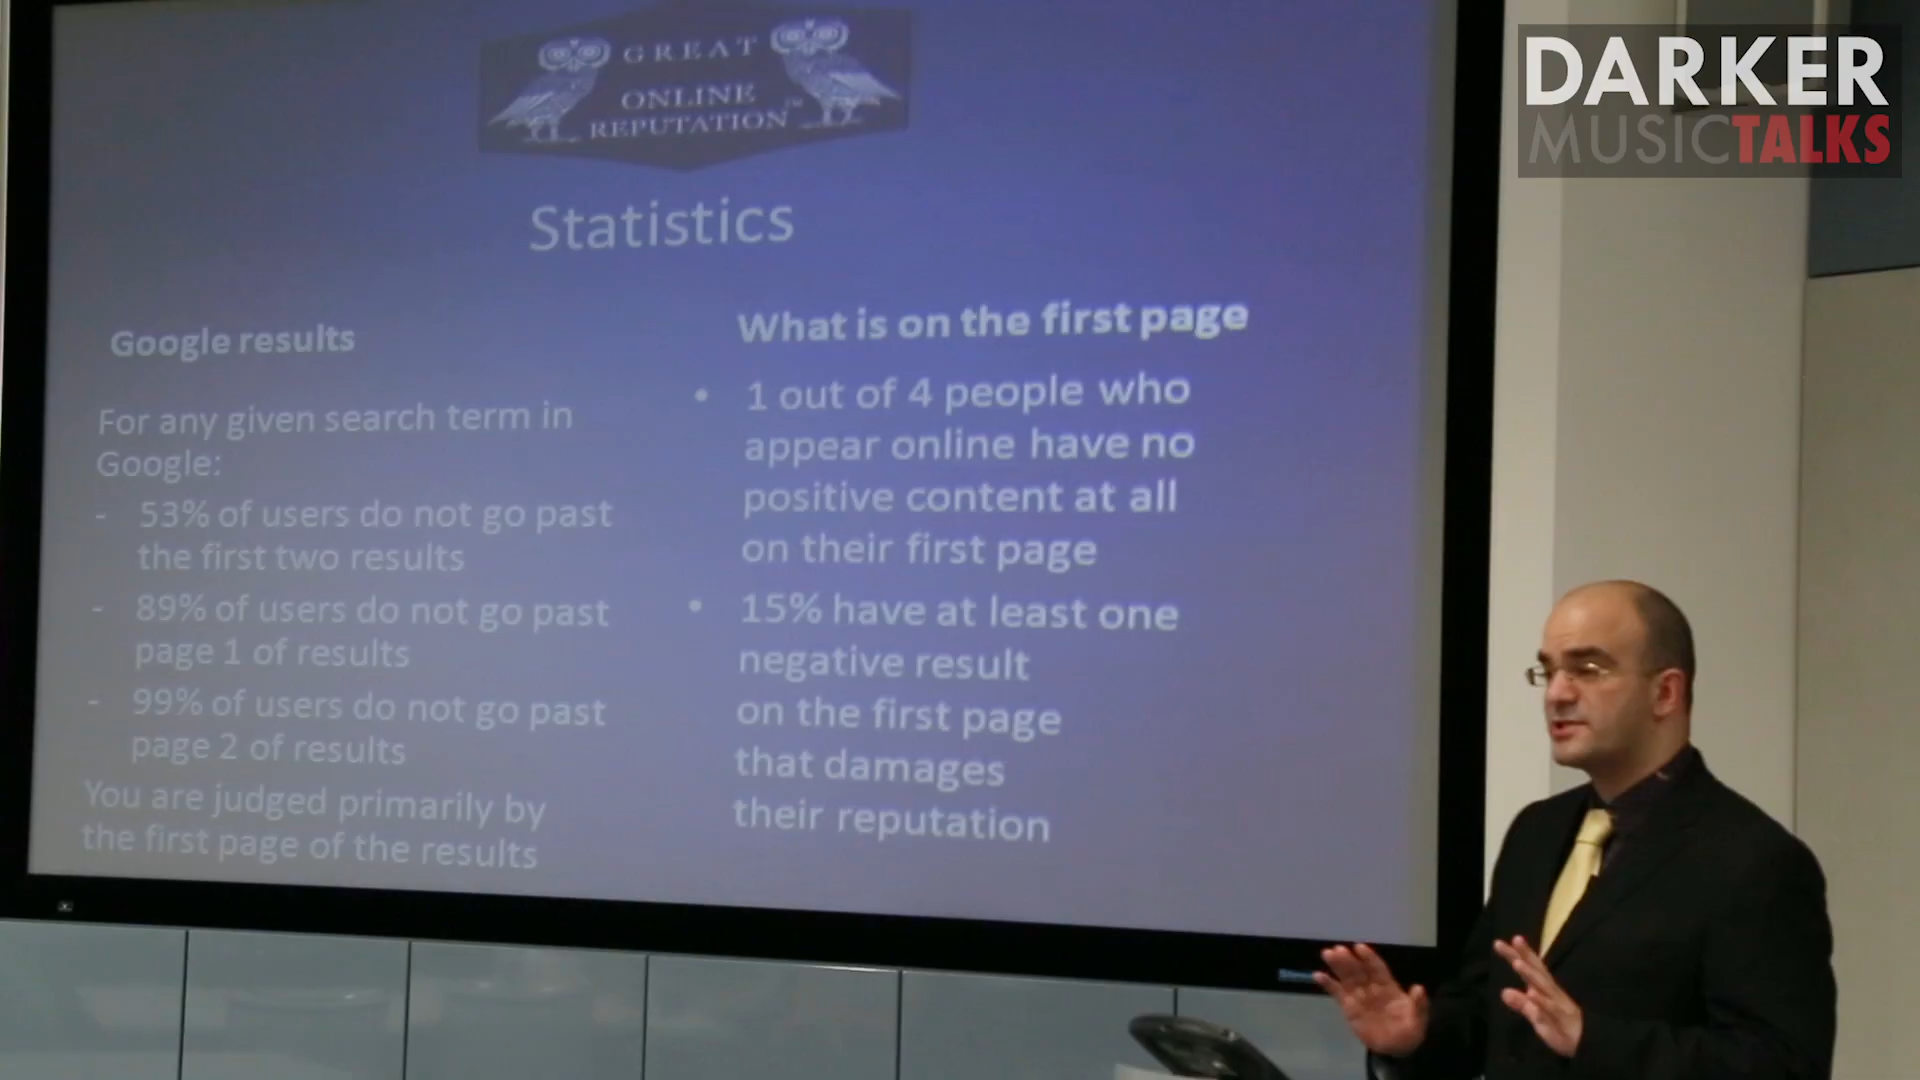 GREAT
ONLINE
REPUTATION™
DARKER
MUSICTALKS
Statistics
Google results
For any given search term in
Google:
- 53% of users do not go past
the first two results
- 89% of users do not go past
page 1 of results
- 99% of users do not go past
page 2 of results
You are judged primarily by
the first page of the results
What is on the first page
• 1 out of 4 people who
appear online have no
positive content at all
on their first page
• 15% have at least one
negative result
on the first page
that damages
their reputation